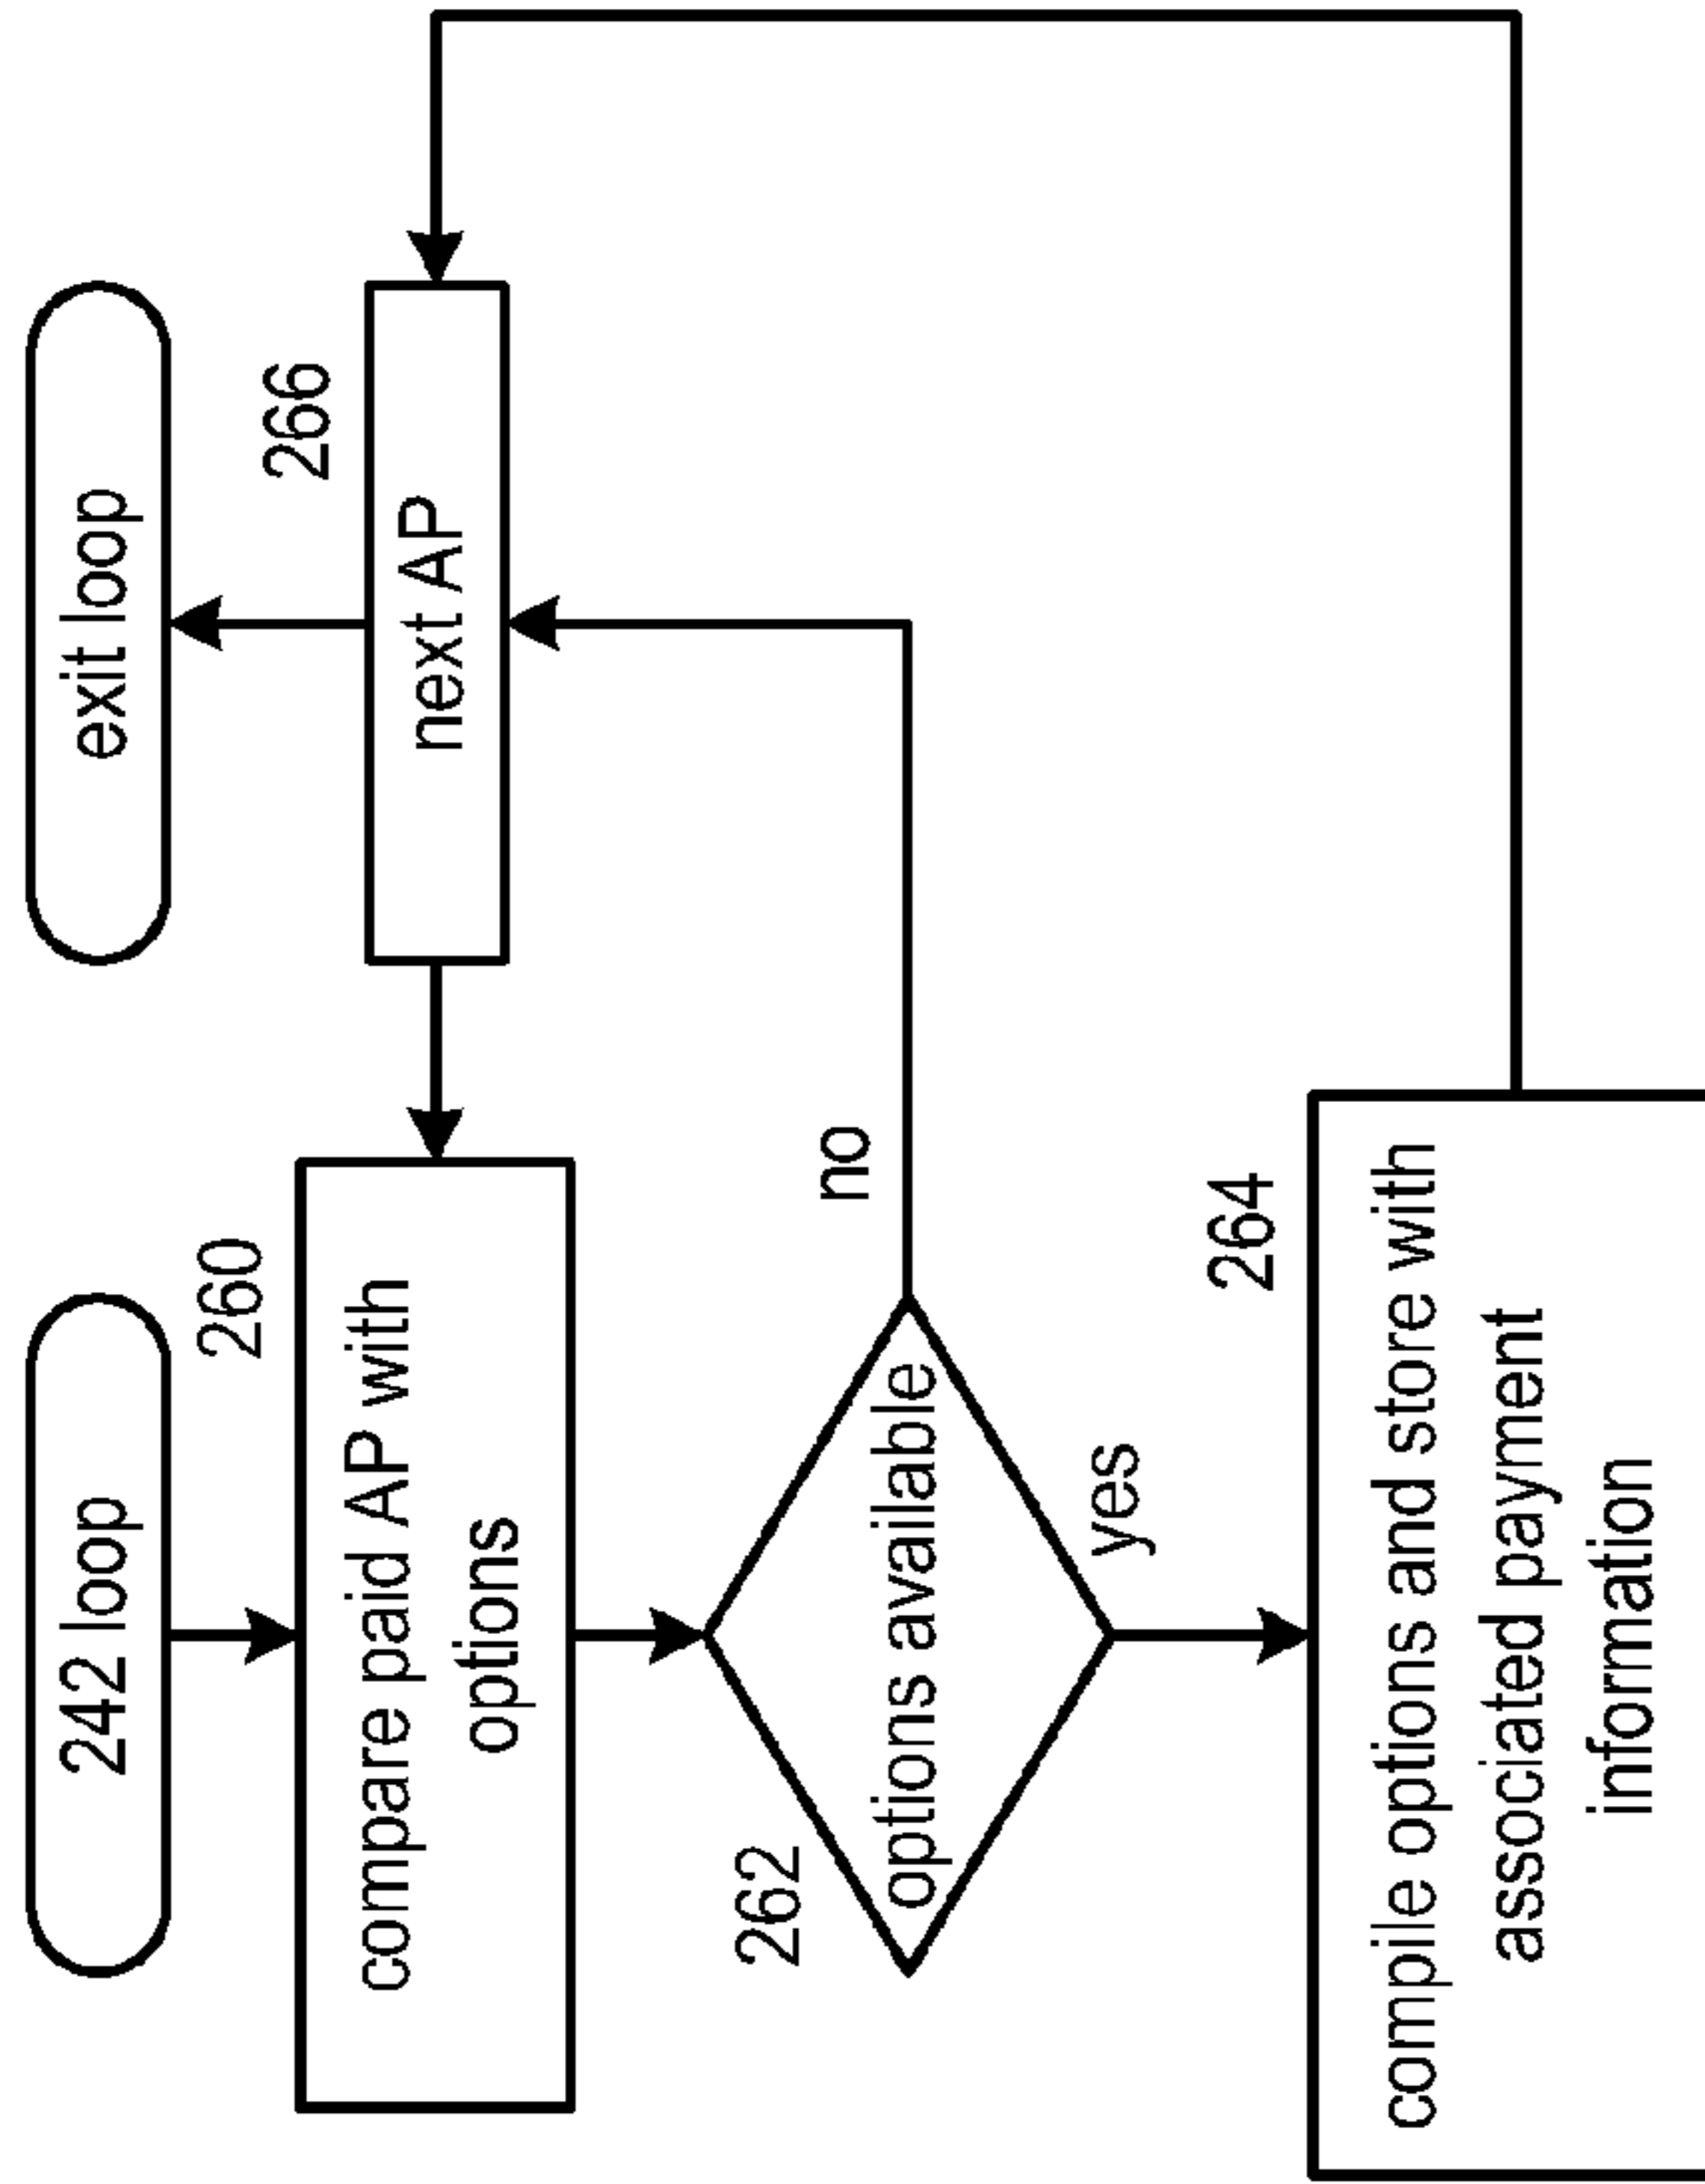 242 loop
exit loop
260
266
compare paid AP with
options
next AP
262
options available
no
yes
264
compile options and store with
associated payment
information